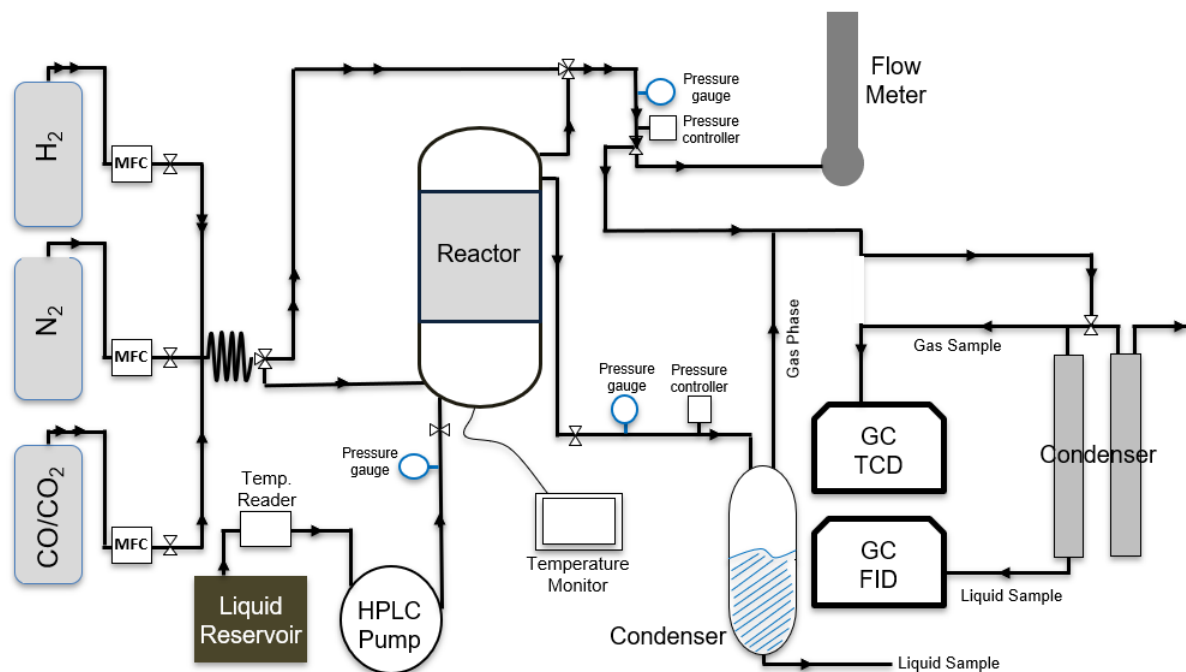 H2
MFC
N2
MFC
CO/CO2
MFC
Temp.
Reader
Liquid
Reservoir
HPLC
Pump
Pressure
gauge
Reactor
Temperature
Monitor
Pressure
gauge
Pressure
controller
Flow
Meter
Pressure
gauge
Pressure
controller
Gas Phase
Condenser
Liquid Sample
Gas Sample
GC
TCD
GC
FID
Condenser
Liquid Sample